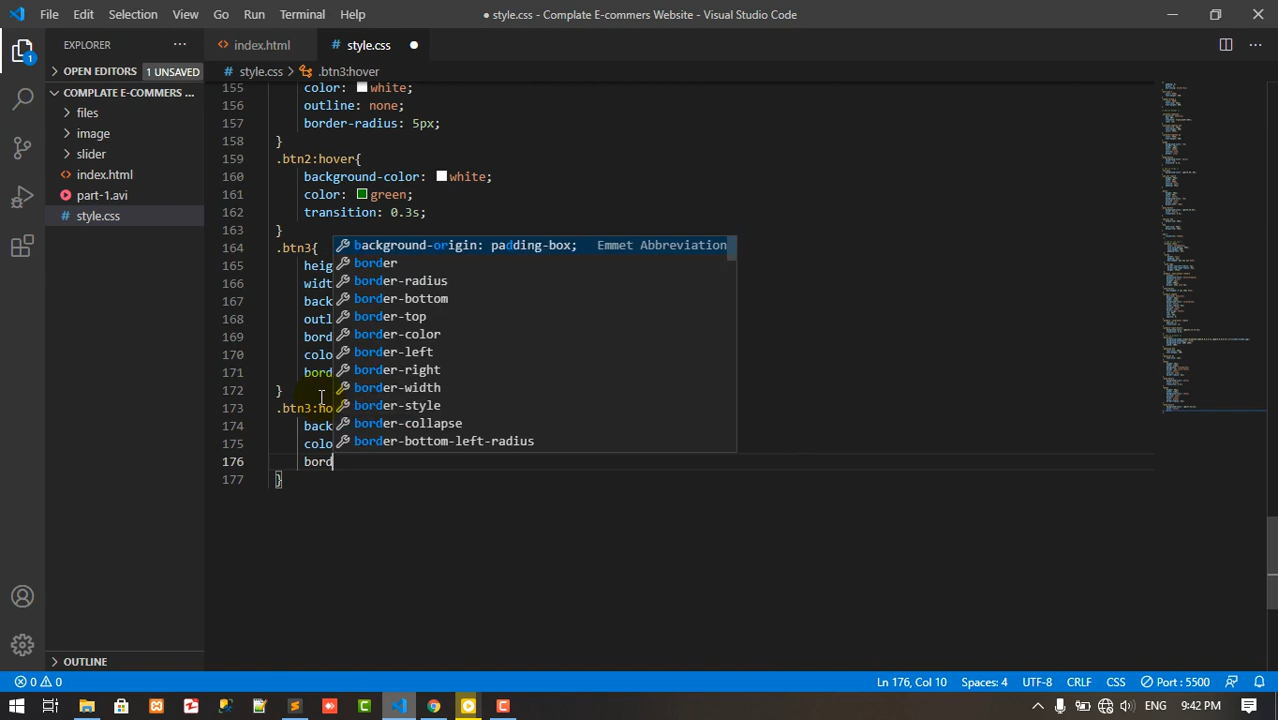 File Edit Selection View Go Run Terminal Help
● style.css - Complate E-commers Website - Visual Studio Code
EXPLORER
index.html
style.css
OPEN EDITORS 1 UNSAVED
style.css > .btn3:hover
COMPLATE E-COMMERS ...
files
image
slider
index.html
part-1.avi
style.css
155 color: white;
156 outline: none;
157 border-radius: 5px;
158 }
159 .btn2:hover{
160 background-color: white;
161 color: green;
162 transition: 0.3s;
163 }
164 .btn3{
165 heig
166 widt
167 back
168 outl
169 bord
170 colo
171 bord
172 }
173 .btn3:ho
174 back
175 colo
176 bord
177 }
background-origin: padding-box; Emmet Abbreviation
border
border-radius
border-bottom
border-top
border-color
border-left
border-right
border-width
border-style
border-collapse
border-bottom-left-radius
OUTLINE
0 0
Ln 176, Col 10 Spaces: 4 UTF-8 CRLF CSS Port : 5500
ENG 9:42 PM
1